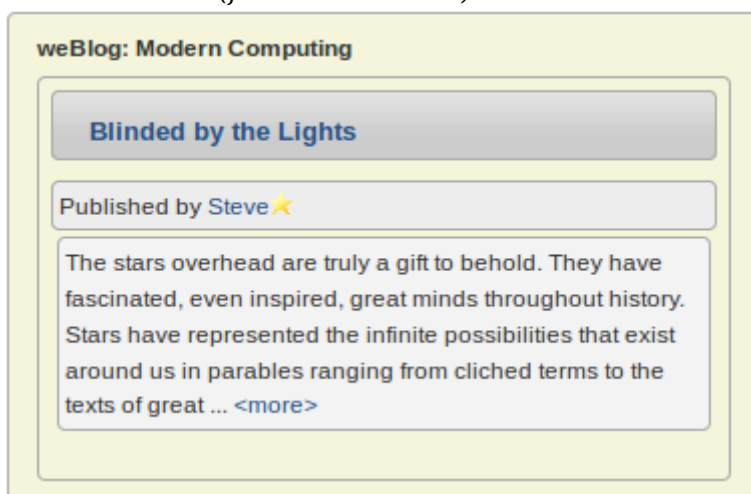 weBlog: Modern Computing
Blinded by the Lights
Published by Steve
The stars overhead are truly a gift to behold. They have
fascinated, even inspired, great minds throughout history.
Stars have represented the infinite possibilities that exist
around us in parables ranging from cliched terms to the
texts of great ... <more>